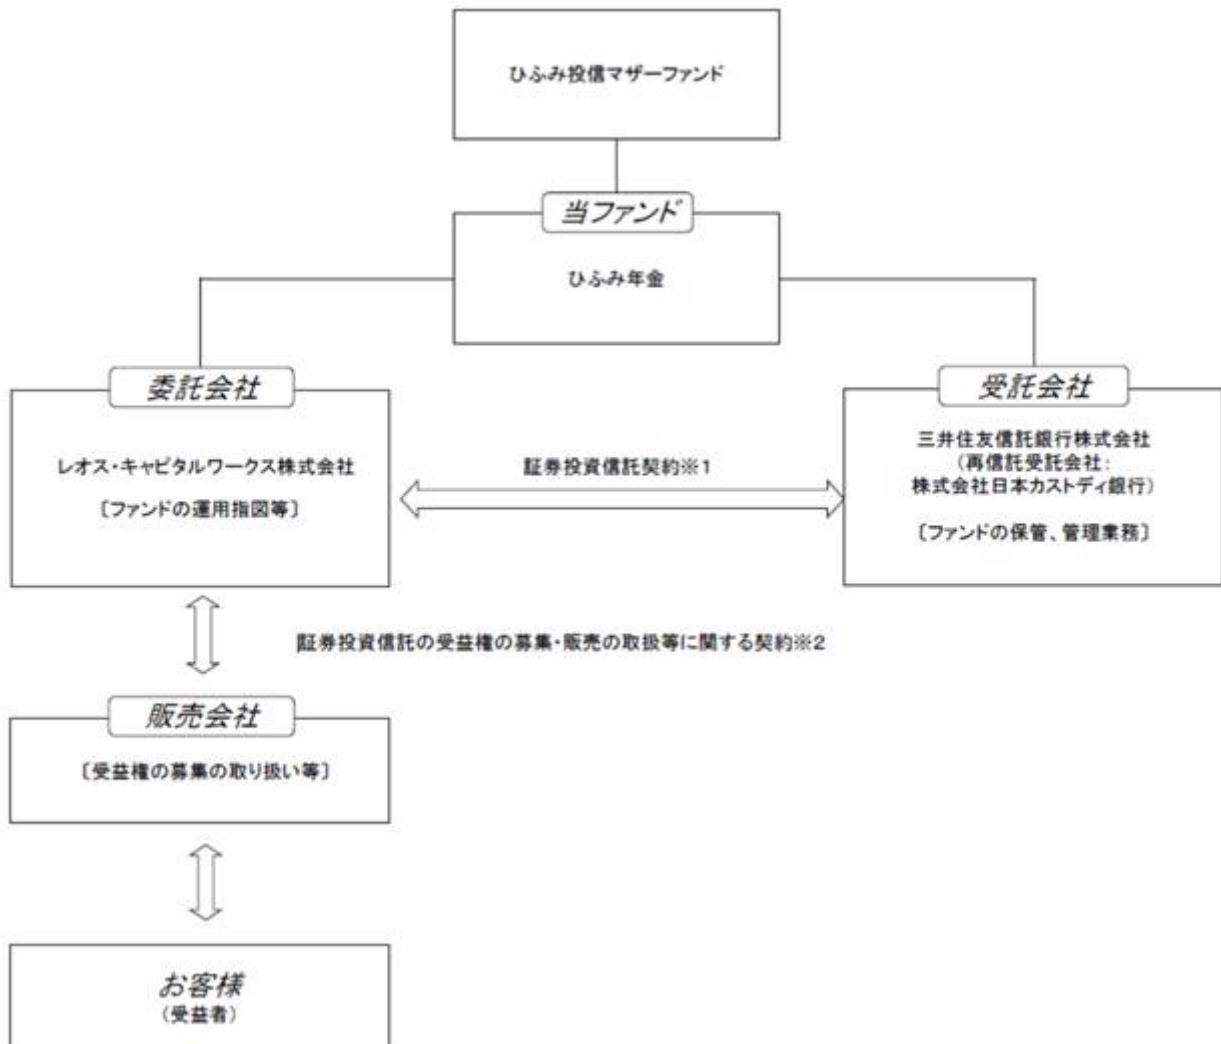 ひふみ投信マザーファンド
当ファンド
ひふみ年金
委託会社
レオス・キャピタルワークス株式会社
〔ファンドの運用指図等〕
証券投資信託契約※1
受託会社
三井住友信託銀行株式会社
(再信託受託会社:
株式会社日本カストディ銀行)
〔ファンドの保管、管理業務〕
証券投資信託の受益権の募集・販売の取扱等に関する契約※2
販売会社
〔受益権の募集の取り扱い等〕
お客様
(受益者)